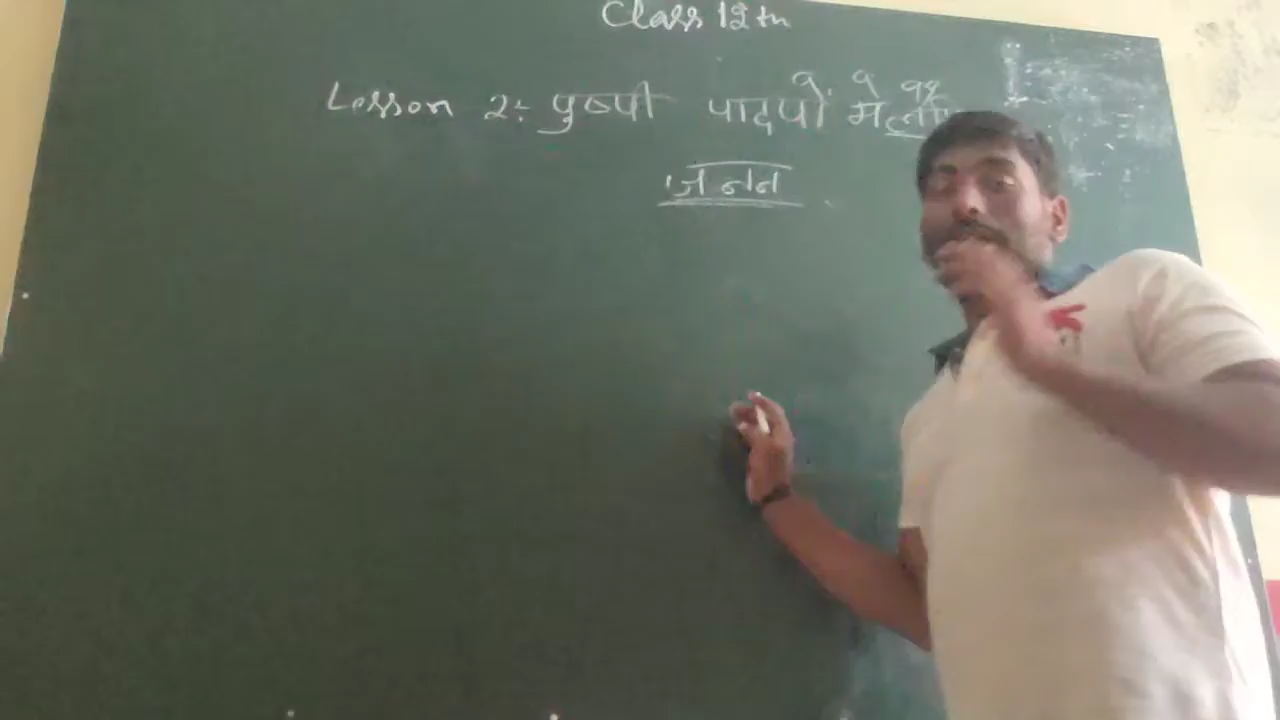 Class 12th
Lesson 2: पुष्पी पादपों में लैंगिक
जनन